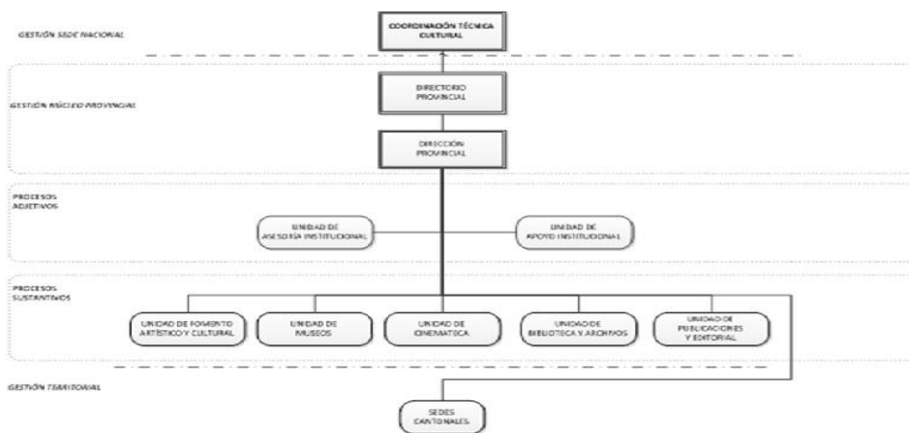 COORDINACIÓN TÉCNICA
CULTURAL
GESTIÓN SEDE NACIONAL
DIRECTORIO
PROVINCIAL
GESTIÓN NÚCLEO PROVINCIAL
DIRECCIÓN
PROVINCIAL
PROCESOS
ADJETIVOS
UNIDAD DE
ASESORÍA INSTITUCIONAL
UNIDAD DE
APOYO INSTITUCIONAL
PROCESOS
SUSTANTIVOS
UNIDAD DE FOMENTO
ARTÍSTICO Y CULTURAL
UNIDAD DE
MUSEOS
UNIDAD DE
CINEMATECA
UNIDAD DE
BIBLIOTECA Y ARCHIVOS
UNIDAD DE
PUBLICACIONES
Y EDITORIAL
GESTIÓN TERRITORIAL
SEDES
CANTONALES